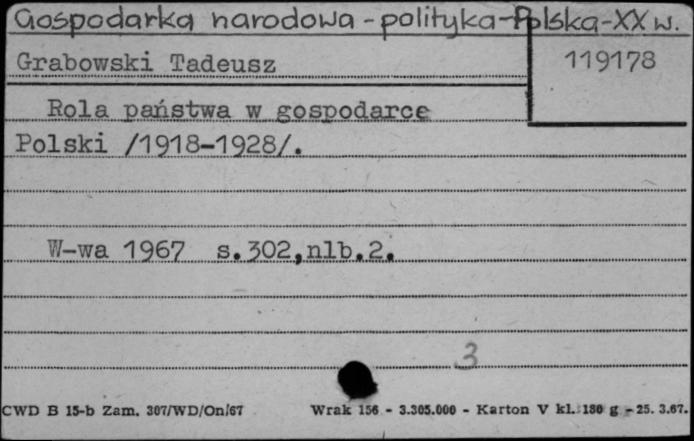 Gospodarka narodowa - polityka - Polska - XX w.
Grabowski Tadeusz
119178
Rola państwa w gospodarce
Polski /1918-1928/.
W-wa 1967 s.302,nlb.2.
3
CWD B 15-b Zam. 307/WD/On/67 Wrak 156 - 3.305.000 - Karton V kl. 180 g - 25. 3.67.